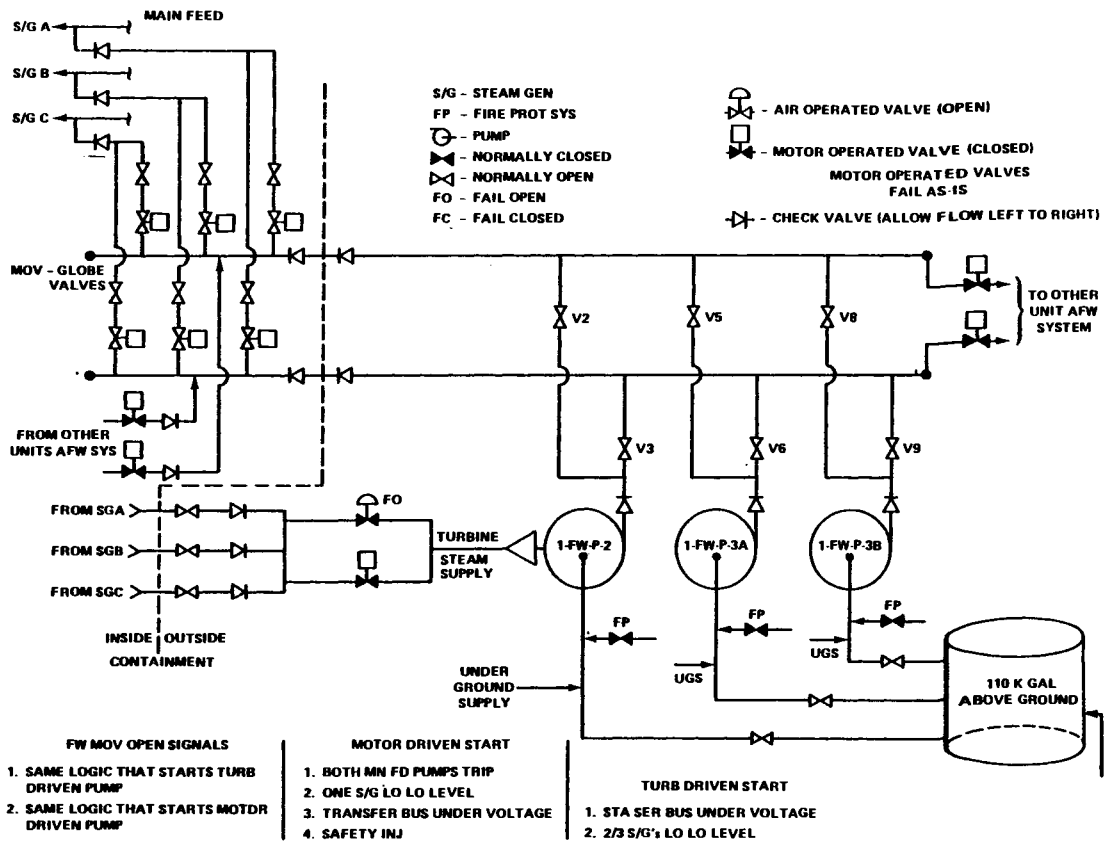 MAIN FEED
S/G A
S/G B
S/G C
S/G - STEAM GEN
FP - FIRE PROT SYS
- PUMP
- NORMALLY CLOSED
- NORMALLY OPEN
FO - FAIL OPEN
FC - FAIL CLOSED
- AIR OPERATED VALVE (OPEN)
- MOTOR OPERATED VALVE (CLOSED)
MOTOR OPERATED VALVES
FAIL AS-IS
- CHECK VALVE (ALLOW FLOW LEFT TO RIGHT)
MOV - GLOBE
VALVES
TO OTHER
UNIT AFW
SYSTEM
V2
V5
V8
V3
V6
V9
FROM OTHER
UNITS AFW SYS
FROM SGA
FROM SGB
FROM SGC
FO
TURBINE
STEAM
SUPPLY
1-FW-P-2
1-FW-P-3A
1-FW-P-3B
FP
FP
FP
INSIDE
OUTSIDE
CONTAINMENT
UNDER
GROUND
SUPPLY
UGS
UGS
110 K GAL
ABOVE GROUND
FW MOV OPEN SIGNALS
1. SAME LOGIC THAT STARTS TURB
DRIVEN PUMP
2. SAME LOGIC THAT STARTS MOTDR
DRIVEN PUMP
MOTOR DRIVEN START
1. BOTH MN FD PUMPS TRIP
2. ONE S/G LO LO LEVEL
3. TRANSFER BUS UNDER VOLTAGE
4. SAFETY INJ
TURB DRIVEN START
1. STA SER BUS UNDER VOLTAGE
2. 2/3 S/G's LO LO LEVEL